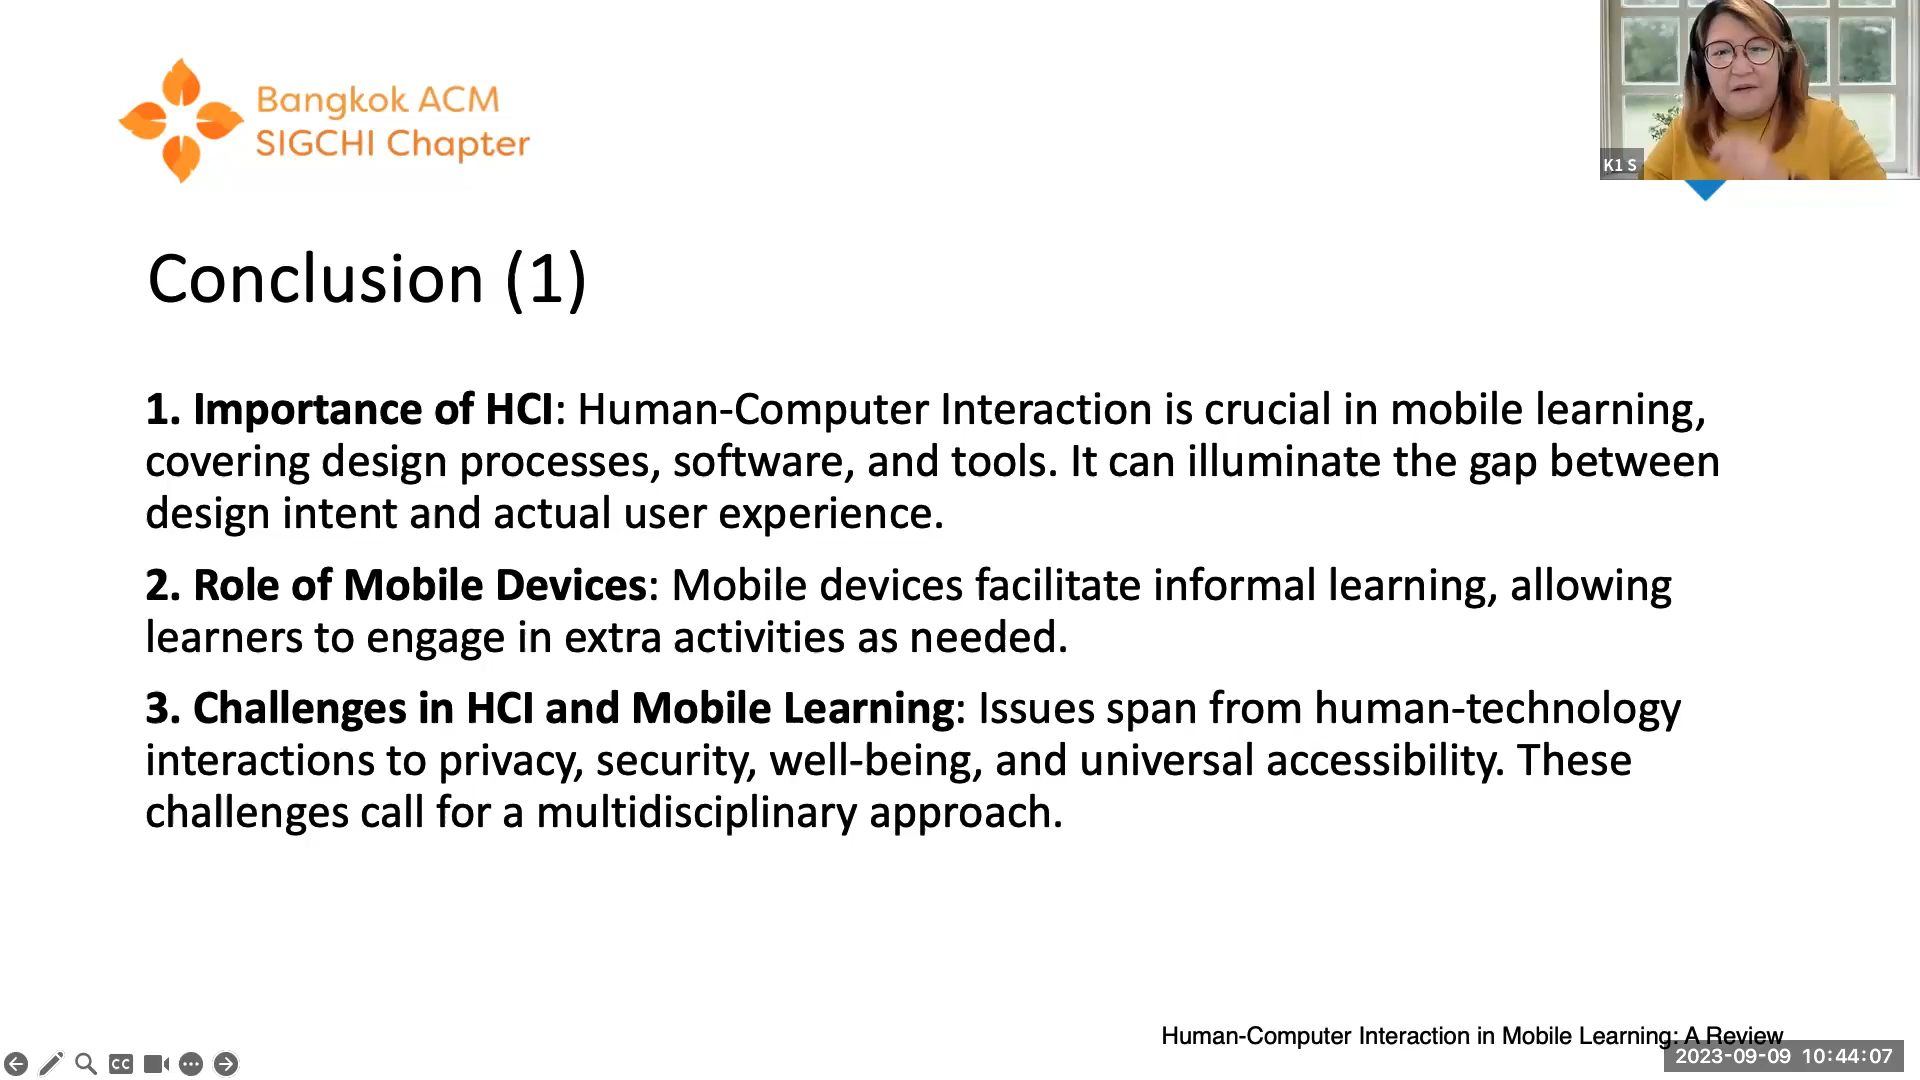 Bangkok ACM
SIGCHI Chapter
K1 S
Conclusion (1)
1. Importance of HCI: Human-Computer Interaction is crucial in mobile learning,
covering design processes, software, and tools. It can illuminate the gap between
design intent and actual user experience.
2. Role of Mobile Devices: Mobile devices facilitate informal learning, allowing
learners to engage in extra activities as needed.
3. Challenges in HCI and Mobile Learning: Issues span from human-technology
interactions to privacy, security, well-being, and universal accessibility. These
challenges call for a multidisciplinary approach.
Human-Computer Interaction in Mobile Learning: A Review
CC
2023-09-09 10:44:07